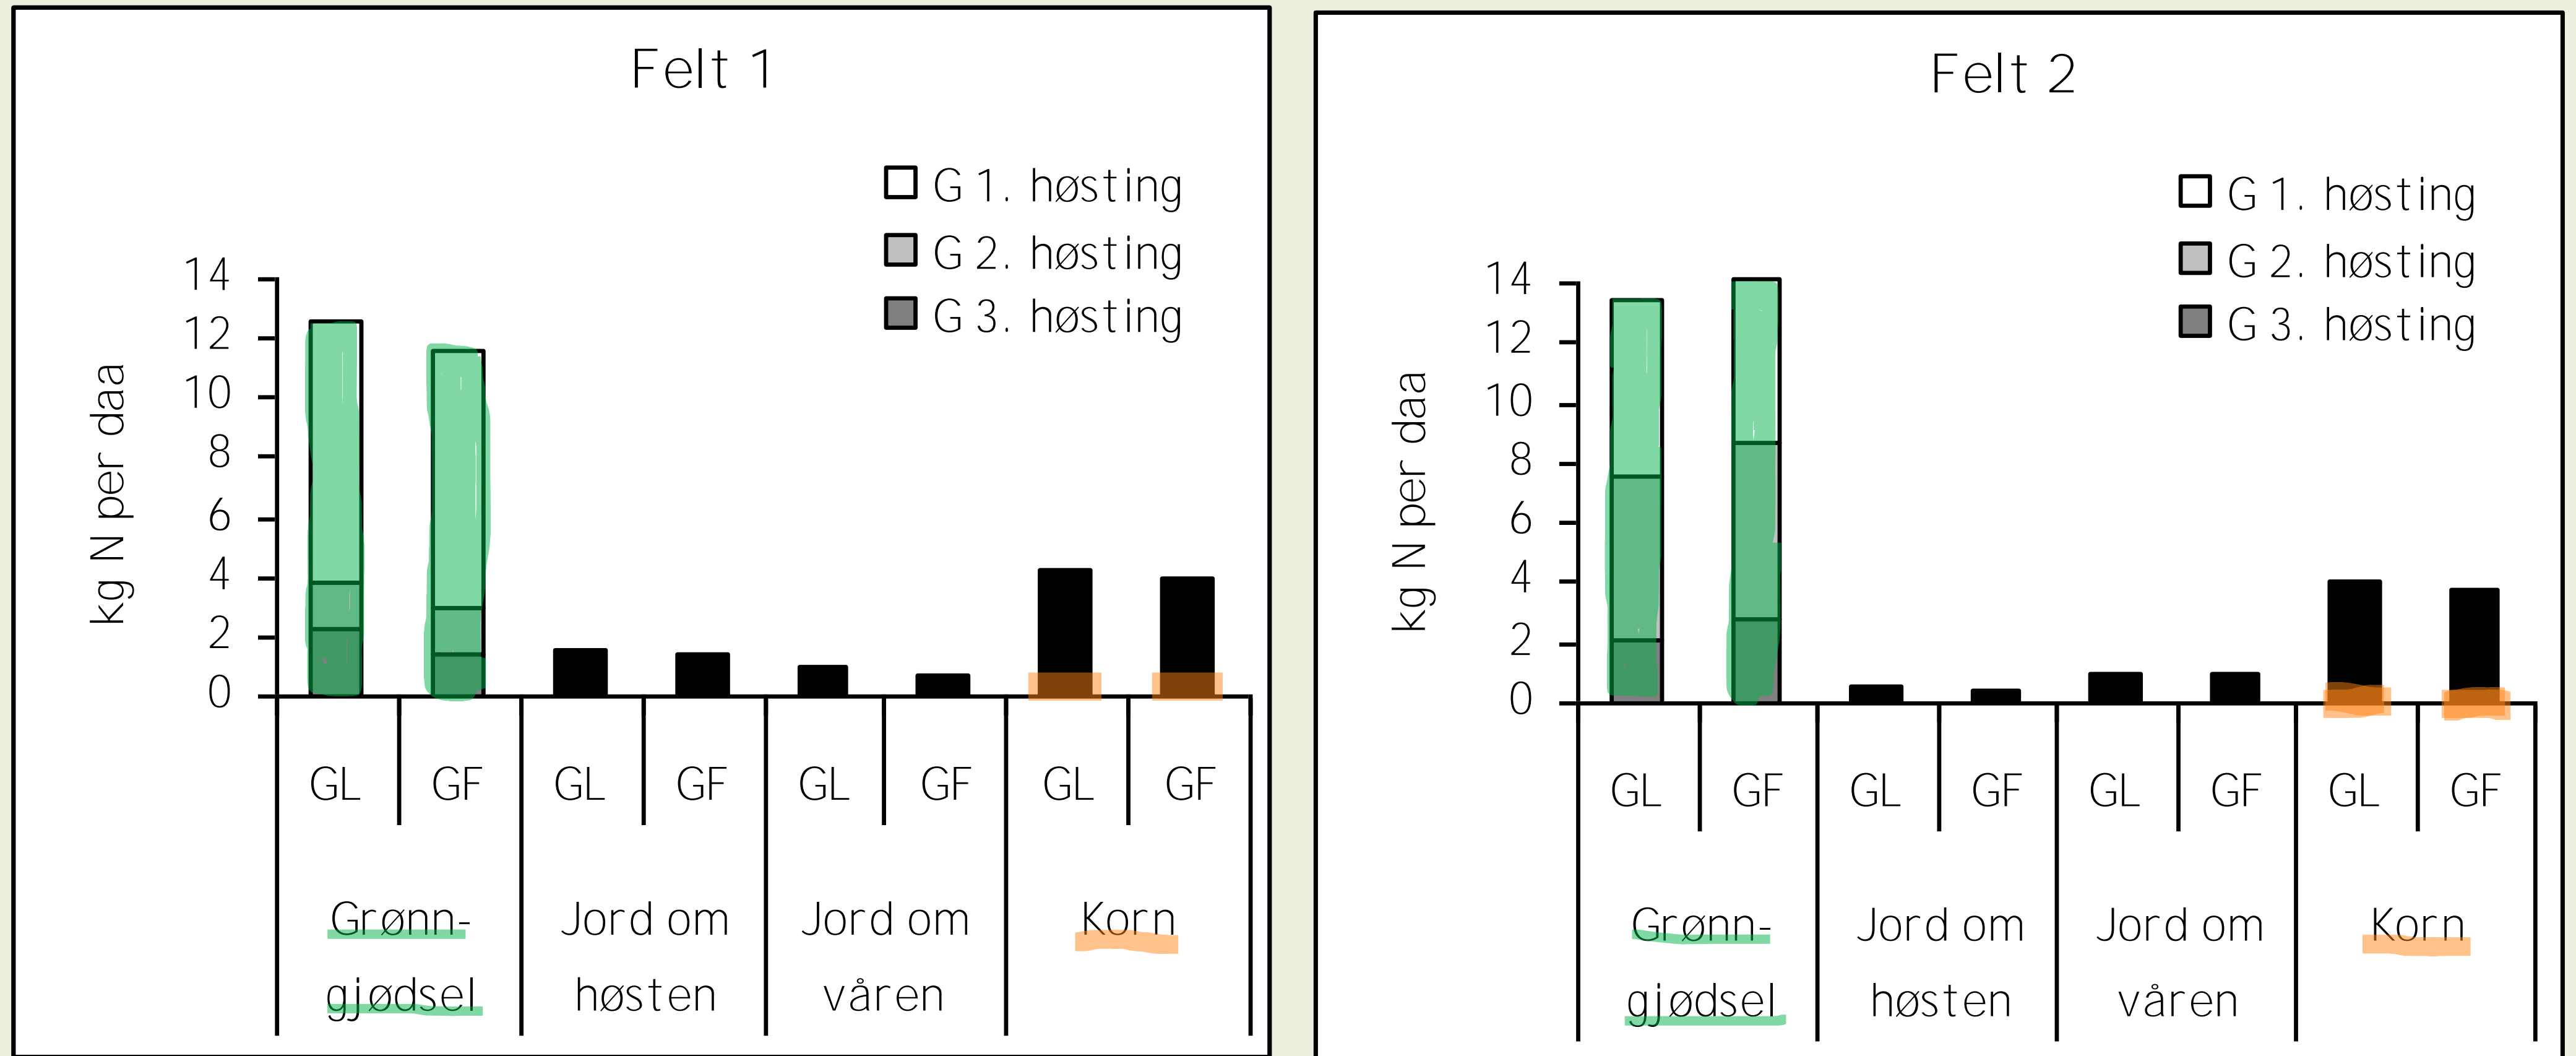 Felt 1
G 1. høsting
G 2. høsting
G 3. høsting
kg N per daa
14
12
10
8
6
4
2
0
GL GF GL GF GL GF GL GF
Grønn- Jord om Jord om Korn
gjødsel høsten våren
Felt 2
G 1. høsting
G 2. høsting
G 3. høsting
kg N per daa
14
12
10
8
6
4
2
0
GL GF GL GF GL GF GL GF
Grønn- Jord om Jord om Korn
gjødsel høsten våren